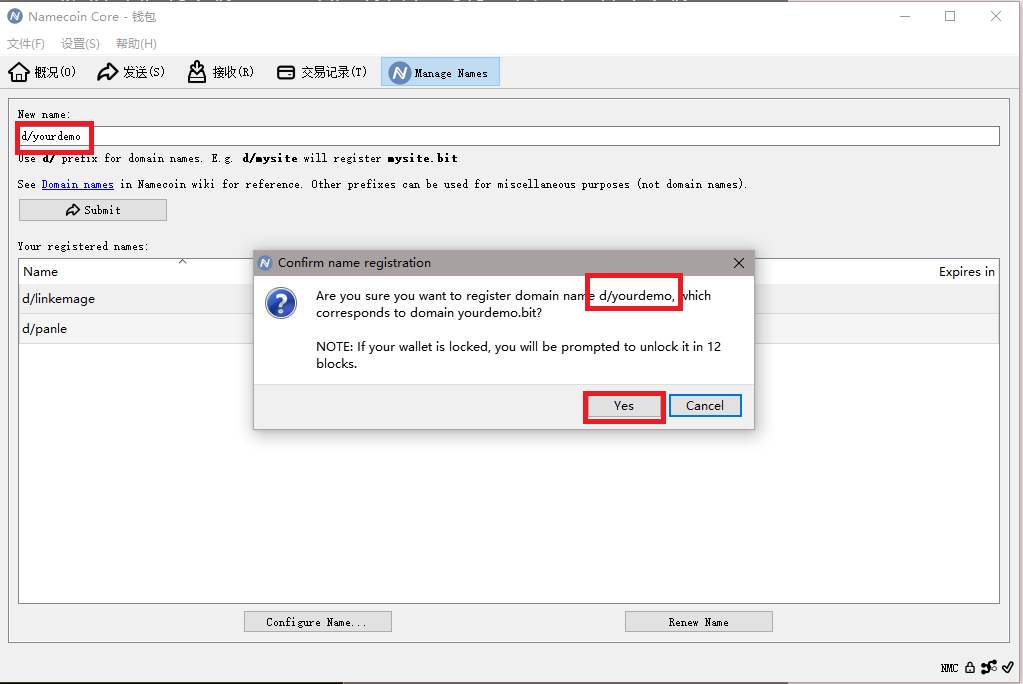 Namecoin Core - 钱包
文件(F) 设置(S) 帮助(H)
概况(O) 发送(S) 接收(R) 交易记录(T) Manage Names
New name:
d/yourdemo
Use d/ prefix for domain names. E.g. d/mysite will register mysite.bit
See Domain names in Namecoin wiki for reference. Other prefixes can be used for miscellaneous purposes (not domain names).
Submit
Your registered names:
Name Expires in
d/linkemage
d/panle
Confirm name registration
Are you sure you want to register domain name d/yourdemo, which
corresponds to domain yourdemo.bit?
NOTE: If your wallet is locked, you will be prompted to unlock it in 12
blocks.
Yes Cancel
Configure Name... Renew Name
NMC